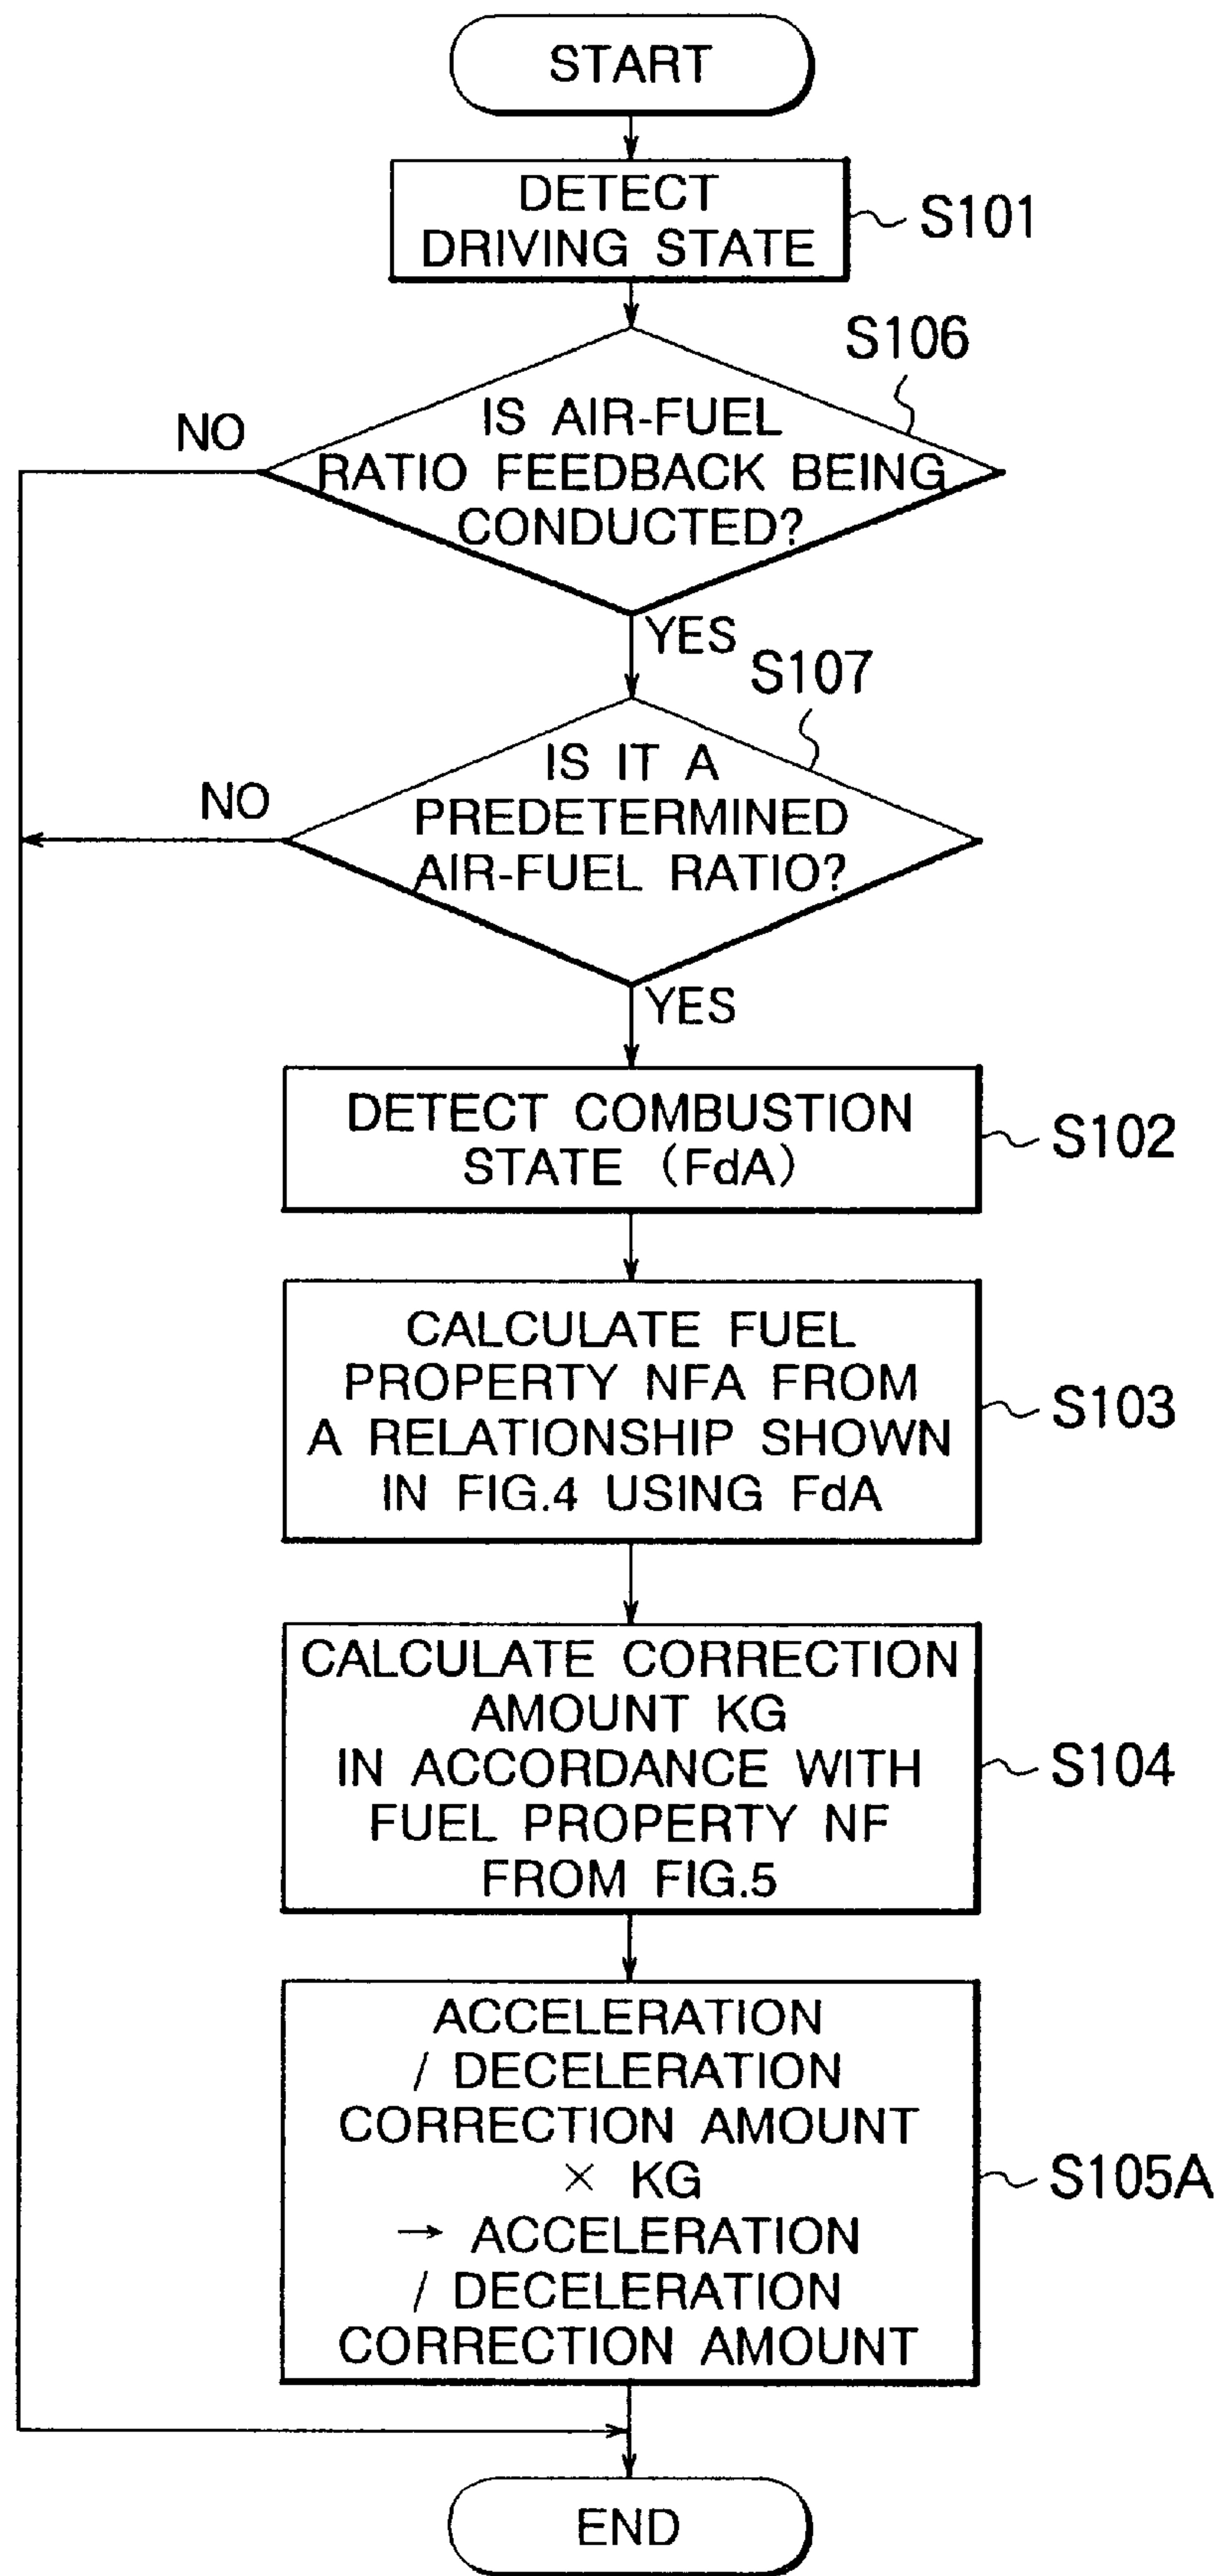 START
DETECT
DRIVING STATE
S101
S106
NO
IS AIR-FUEL
RATIO FEEDBACK BEING
CONDUCTED?
YES
S107
NO
IS IT A
PREDETERMINED
AIR-FUEL RATIO?
YES
DETECT COMBUSTION
STATE (FdA)
S102
CALCULATE FUEL
PROPERTY NFA FROM
A RELATIONSHIP SHOWN
IN FIG.4 USING FdA
S103
CALCULATE CORRECTION
AMOUNT KG
IN ACCORDANCE WITH
FUEL PROPERTY NF
FROM FIG.5
S104
ACCELERATION
/ DECELERATION
CORRECTION AMOUNT
× KG
→ ACCELERATION
/ DECELERATION
CORRECTION AMOUNT
S105A
END